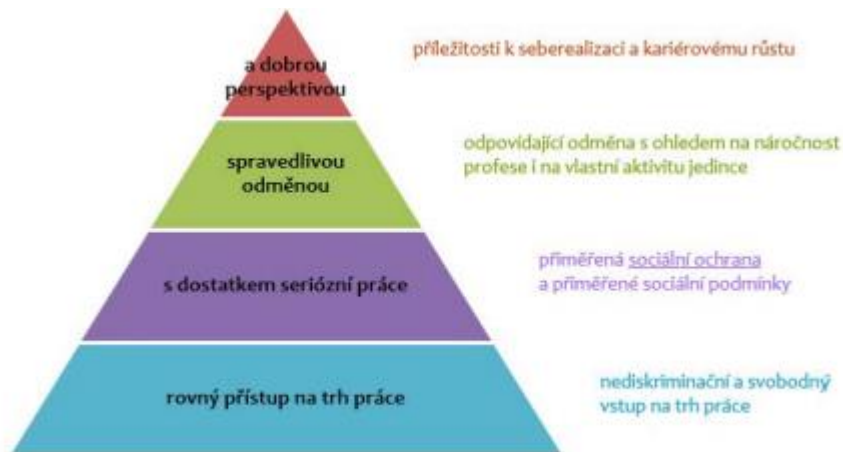 příležitosti k seberealizaci a kariérovému růstu
a dobrou
perspektivou
odpovídající odměna s ohledem na náročnost
profese i na vlastní aktivitu jedince
spravedlivou
odměnou
přiměřená sociální ochrana
a přiměřené sociální podmínky
s dostatkem seriózní práce
nediskriminační a svobodný
vstup na trh práce
rovný přístup na trh práce